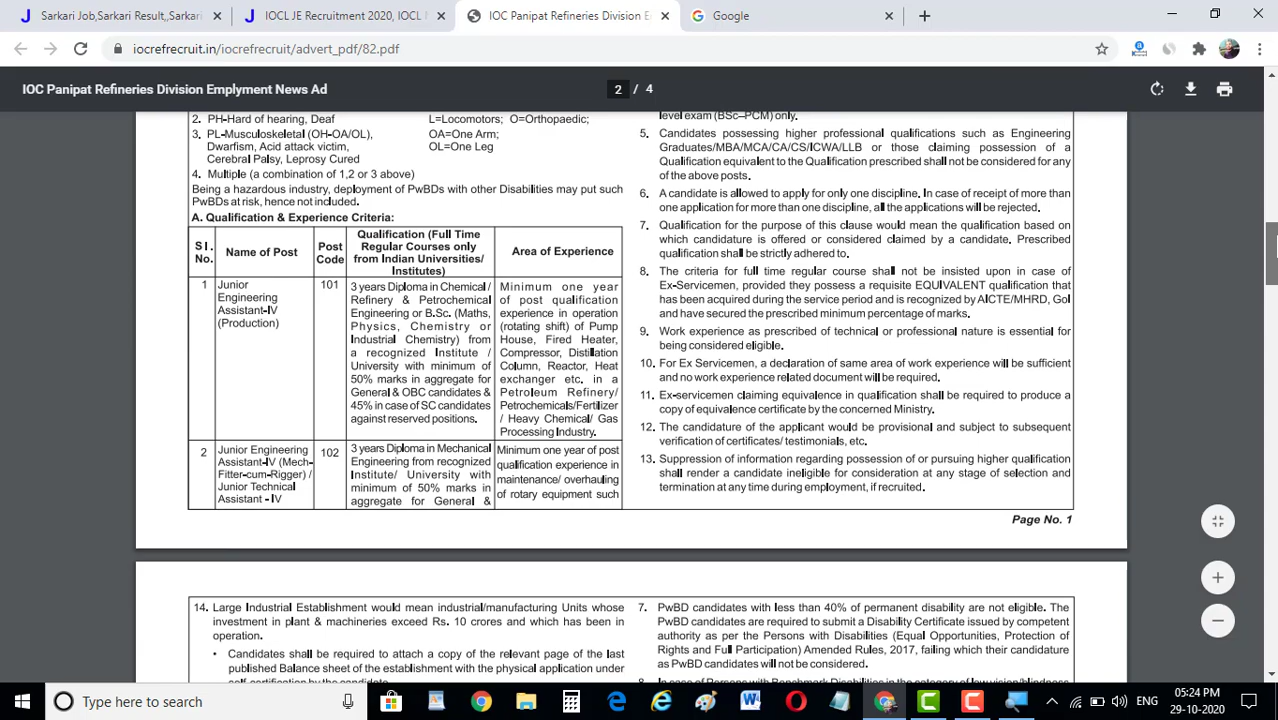 Sarkari Job,Sarkari Result,,Sarkari
IOCL JE Recruitment 2020, IOCL N
IOC Panipat Refineries Division E
Google
iocrefrecruit.in/iocrefrecruit/advert_pdf/82.pdf
IOC Panipat Refineries Division Emplyment News Ad
2 / 4
2. PH-Hard of hearing, Deaf
L=Locomotors; O=Orthopaedic;
3. PL-Musculoskeletal (OH-OA/OL),
OA=One Arm;
Dwarfism, Acid attack victim,
OL=One Leg
Cerebral Palsy, Leprosy Cured
4. Multiple (a combination of 1,2 or 3 above)
Being a hazardous industry, deployment of PwBDs with other Disabilities may put such
PwBDs at risk, hence not included.
A. Qualification & Experience Criteria:
Sl. No.
Name of Post
Post Code
Qualification (Full Time
Regular Courses only
from Indian Universities/
Institutes)
Area of Experience
1
Junior
Engineering
Assistant-IV
(Production)
101
3 years Diploma in Chemical /
Refinery & Petrochemical
Engineering or B.Sc. (Maths,
Physics, Chemistry or
Industrial Chemistry) from
a recognized Institute /
University with minimum of
50% marks in aggregate for
General & OBC candidates &
45% in case of SC candidates
against reserved positions.
Minimum one year
of post qualification
experience in operation
(rotating shift) of Pump
House, Fired Heater,
Compressor, Distillation
Column, Reactor, Heat
exchanger etc. in a
Petroleum Refinery/
Petrochemicals/Fertilizer
/ Heavy Chemical/ Gas
Processing Industry.
2
Junior Engineering
Assistant-IV (Mech-
Fitter-cum-Rigger) /
Junior Technical
Assistant - IV
102
3 years Diploma in Mechanical
Engineering from recognized
Institute/ University with
minimum of 50% marks in
aggregate for General &
Minimum one year of post
qualification experience in
maintenance/ overhauling
of rotary equipment such
level exam (BSc–PCM) only.
5. Candidates possessing higher professional qualifications such as Engineering
Graduates/MBA/MCA/CA/CS/ICWA/LLB or those claiming possession of a
Qualification equivalent to the Qualification prescribed shall not be considered for any
of the above posts.
6. A candidate is allowed to apply for only one discipline. In case of receipt of more than
one application for more than one discipline, all the applications will be rejected.
7. Qualification for the purpose of this clause would mean the qualification based on
which candidature is offered or considered claimed by a candidate. Prescribed
qualification shall be strictly adhered to.
8. The criteria for full time regular course shall not be insisted upon in case of
Ex-Servicemen, provided they possess a requisite EQUIVALENT qualification that
has been acquired during the service period and is recognized by AICTE/MHRD, GoI
and have secured the prescribed minimum percentage of marks.
9. Work experience as prescribed of technical or professional nature is essential for
being considered eligible.
10. For Ex Servicemen, a declaration of same area of work experience will be sufficient
and no work experience related document will be required.
11. Ex-servicemen claiming equivalence in qualification shall be required to produce a
copy of equivalence certificate by the concerned Ministry.
12. The candidature of the applicant would be provisional and subject to subsequent
verification of certificates/ testimonials, etc.
13. Suppression of information regarding possession of or pursuing higher qualification
shall render a candidate ineligible for consideration at any stage of selection and
termination at any time during employment, if recruited.
Page No. 1
14. Large Industrial Establishment would mean industrial/manufacturing Units whose
investment in plant & machineries exceed Rs. 10 crores and which has been in
operation.
• Candidates shall be required to attach a copy of the relevant page of the last
published Balance sheet of the establishment with the physical application under
self-certification by the candidate.
7. PwBD candidates with less than 40% of permanent disability are not eligible. The
PwBD candidates are required to submit a Disability Certificate issued by competent
authority as per the Persons with Disabilities (Equal Opportunities, Protection of
Rights and Full Participation) Amended Rules, 2017, failing which their candidature
as PwBD candidates will not be considered.
8. In case of Persons with Benchmark Disabilities in the category of low vision/blindness
Type here to search
ENG
05:24 PM
29-10-2020